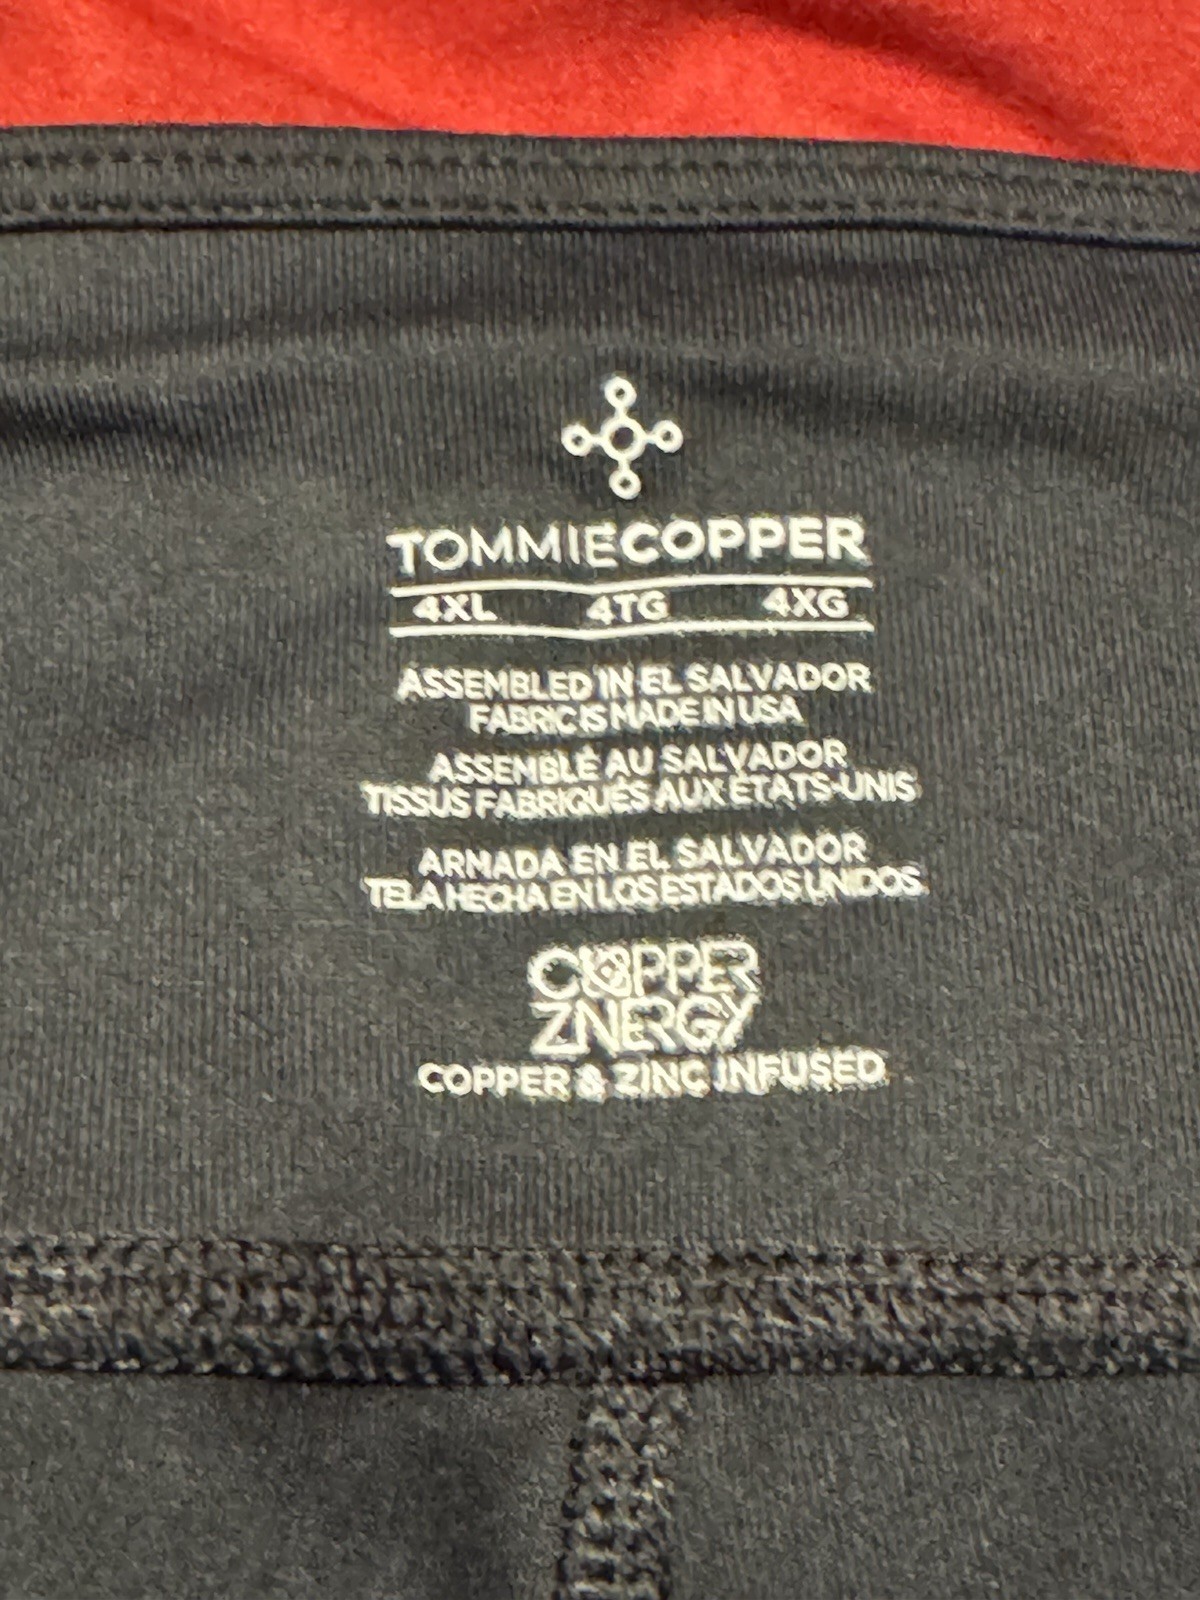 TOMMIECOPPER
4XL 4TG 4XG
ASSEMBLED IN EL SALVADOR
FABRIC IS MADE IN USA
ASSEMBLÉ AU SALVADOR
TISSUS FABRIQUÉS AUX ÉTATS-UNIS
ARMADA EN EL SALVADOR
TELA HECHA EN LOS ESTADOS UNIDOS
COPPER
ZNERGY
COPPER & ZINC INFUSED